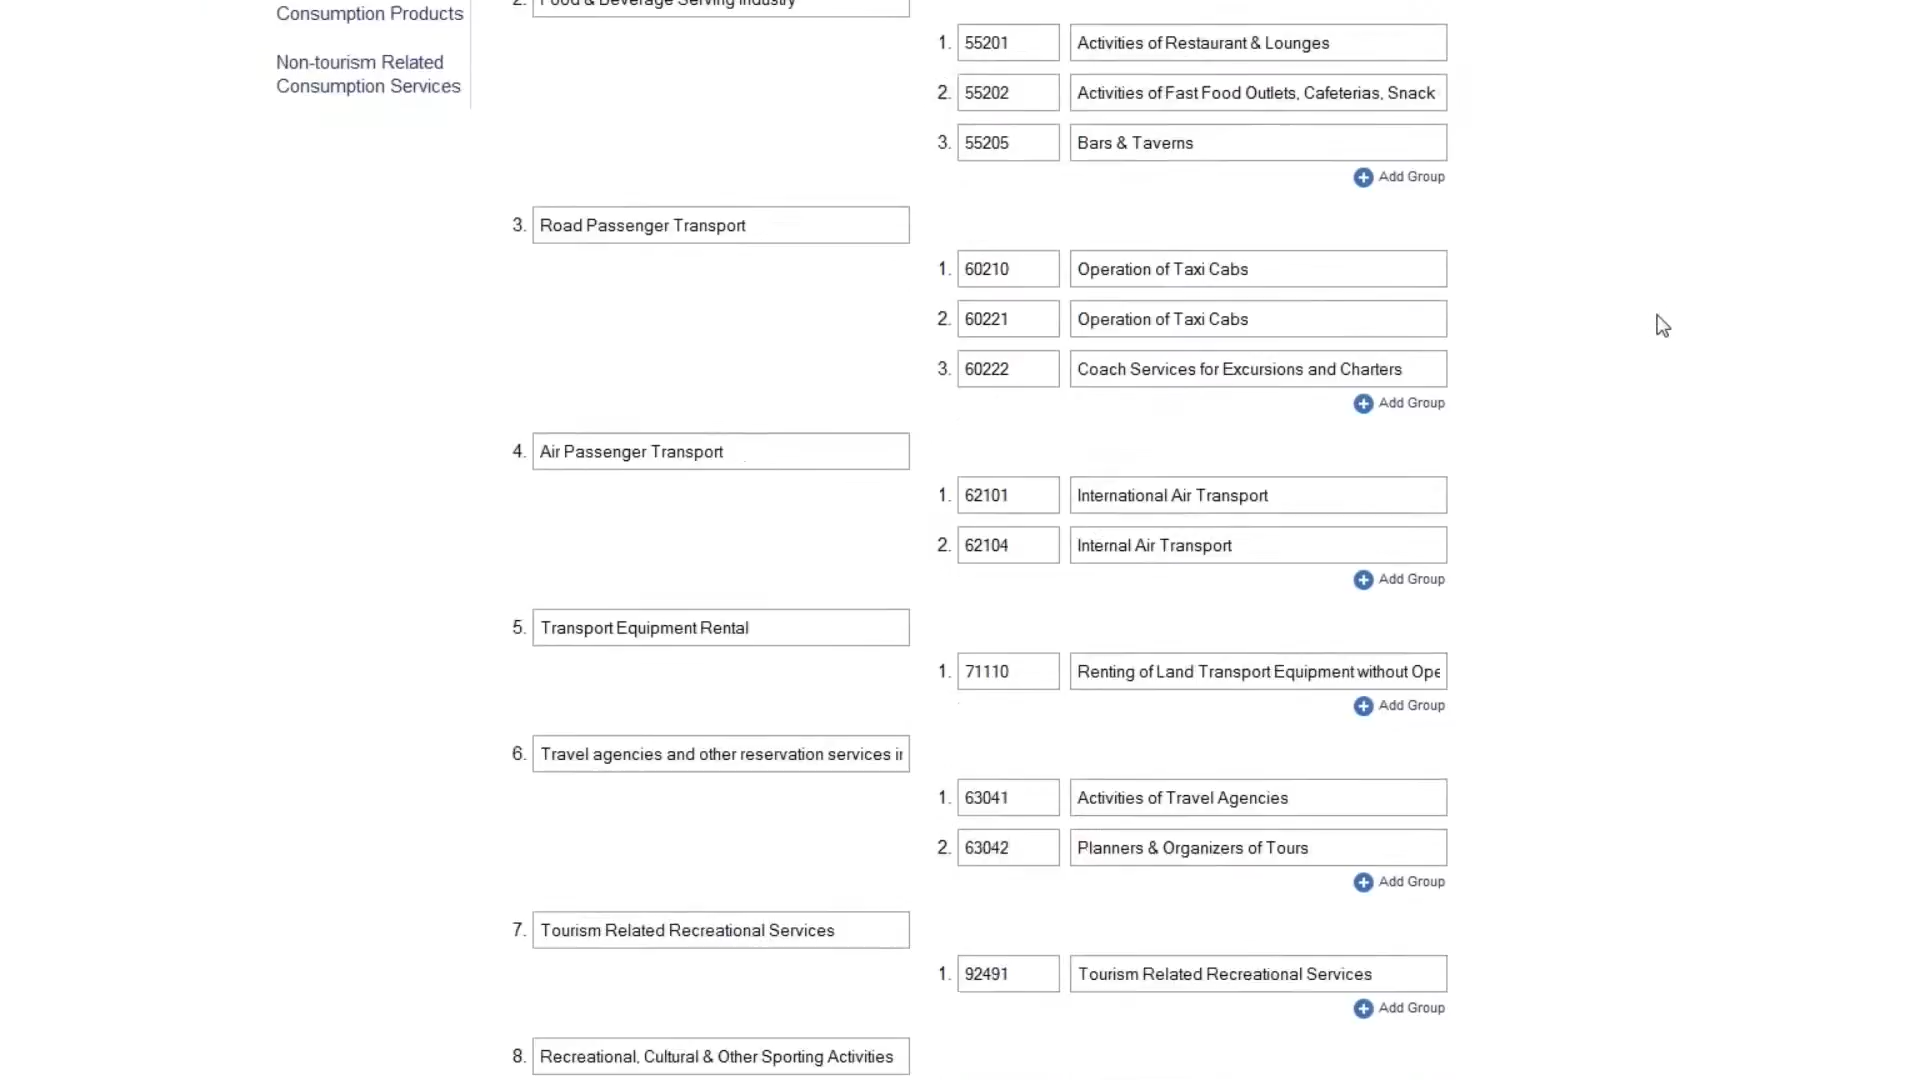 Consumption Products
Non-tourism Related
Consumption Services
2. Food & Beverage Serving Industry
1. 55201 Activities of Restaurant & Lounges
2. 55202 Activities of Fast Food Outlets, Cafeterias, Snack
3. 55205 Bars & Taverns
Add Group
3. Road Passenger Transport
1. 60210 Operation of Taxi Cabs
2. 60221 Operation of Taxi Cabs
3. 60222 Coach Services for Excursions and Charters
Add Group
4. Air Passenger Transport
1. 62101 International Air Transport
2. 62104 Internal Air Transport
Add Group
5. Transport Equipment Rental
1. 71110 Renting of Land Transport Equipment without Ope
Add Group
6. Travel agencies and other reservation services in
1. 63041 Activities of Travel Agencies
2. 63042 Planners & Organizers of Tours
Add Group
7. Tourism Related Recreational Services
1. 92491 Tourism Related Recreational Services
Add Group
8. Recreational, Cultural & Other Sporting Activities